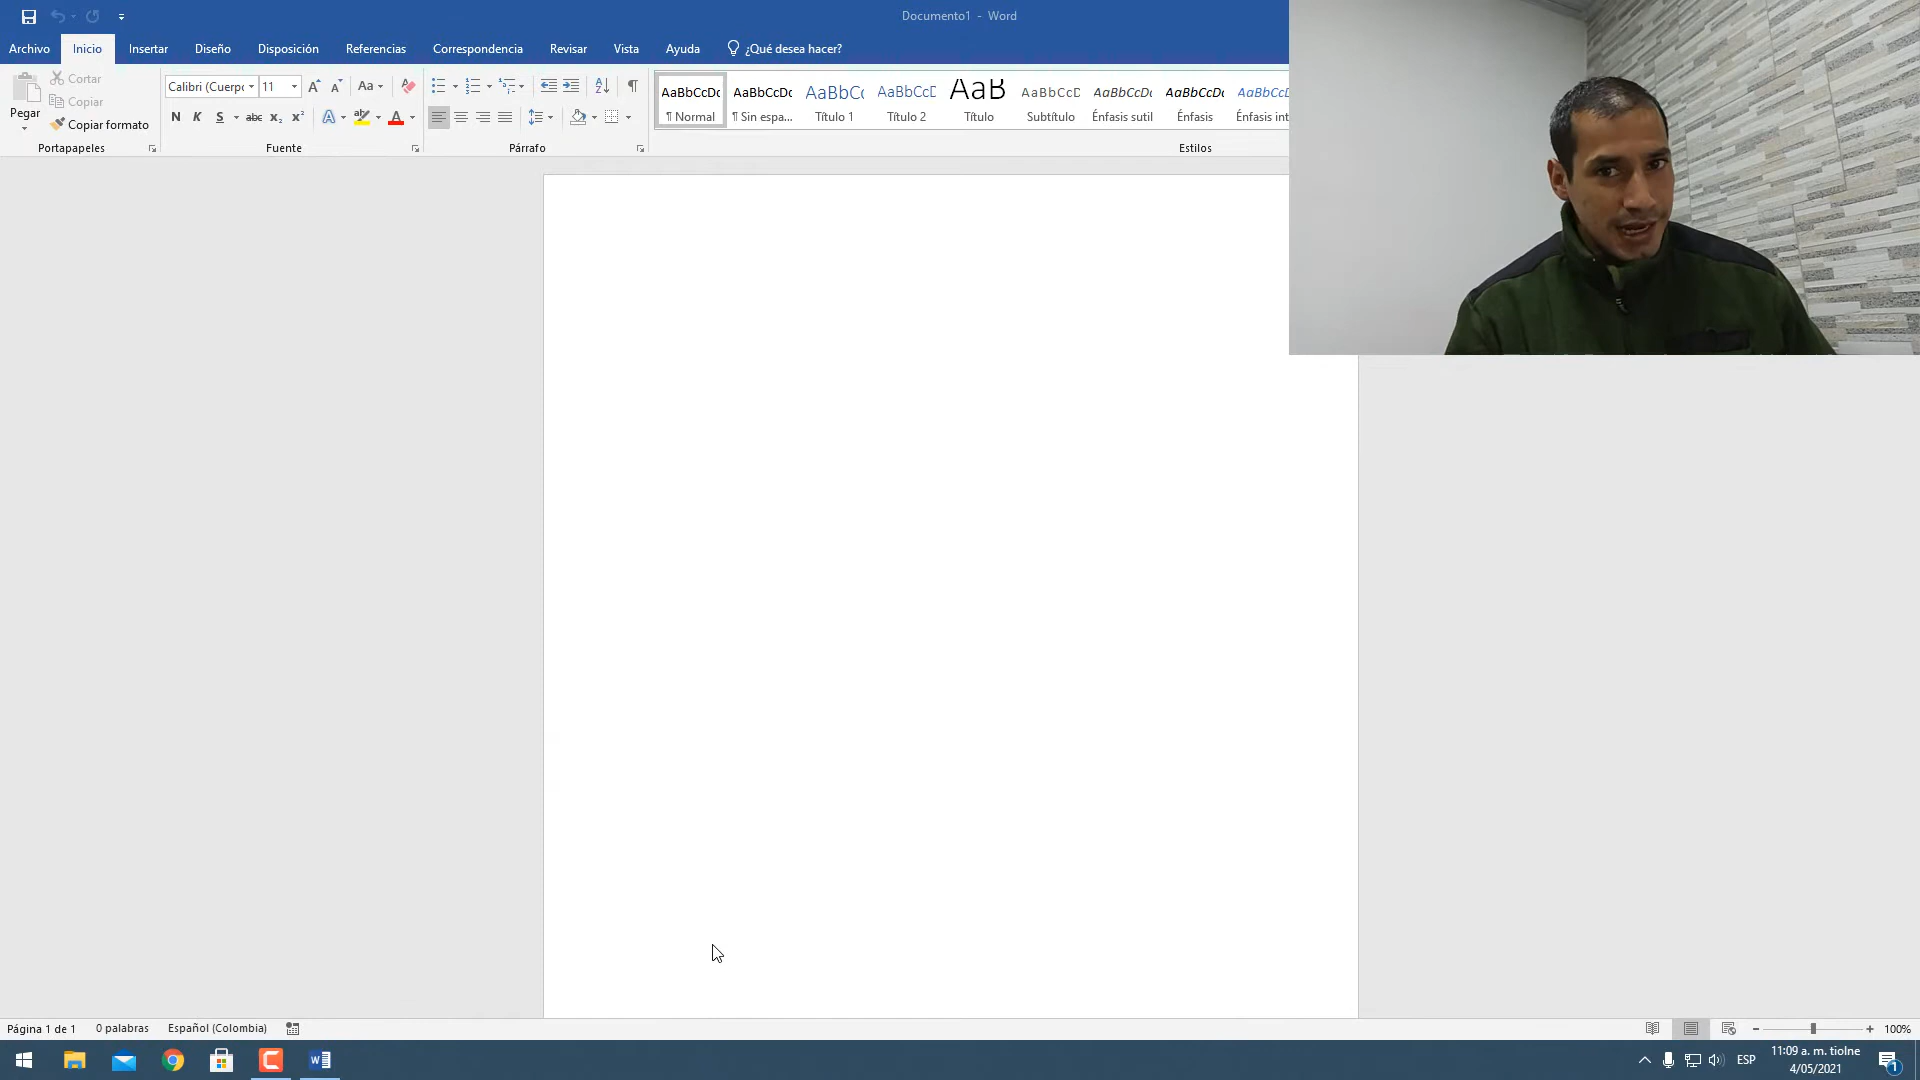 Documento1 - Word
Archivo Inicio Insertar Diseño Disposición Referencias Correspondencia Revisar Vista Ayuda ¿Qué desea hacer?
Pegar
Cortar
Copiar
Copiar formato
Portapapeles
Calibri (Cuerpo 11
Aa
N K S abc x₂ x² A A
Fuente
Párrafo
AaBbCcDc AaBbCcDc AaBbCc AaBbCcD AaB AaBbCcD AaBbCcDc AaBbCcDc AaBbCcD
¶ Normal ¶ Sin espa... Título 1 Título 2 Título Subtítulo Énfasis sutil Énfasis Énfasis int
Estilos
Página 1 de 1 0 palabras Español (Colombia) 100%
ESP 11:09 a. m. tiolne
4/05/2021
1